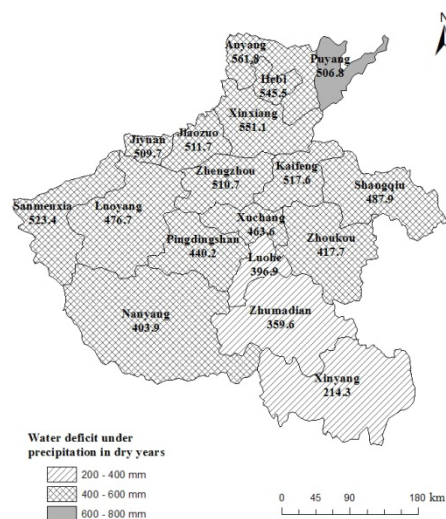 N
Anyang
561.8
Puyang
506.8
Hebi
545.5
Xinxiang
551.1
Jiaozuo
511.7
Jiyuan
509.7
Zhengzhou
510.7
Kaifeng
517.6
Shangqiu
487.9
Sanmenxia
523.4
Luoyang
476.7
Xuchang
463.6
Pingdingshan
440.2
Zhoukou
417.7
Luohe
396.9
Nanyang
403.9
Zhumadian
359.6
Xinyang
214.3
Water deficit under
precipitation in dry years
200 - 400 mm
400 - 600 mm
600 - 800 mm
0 45 90 180 km